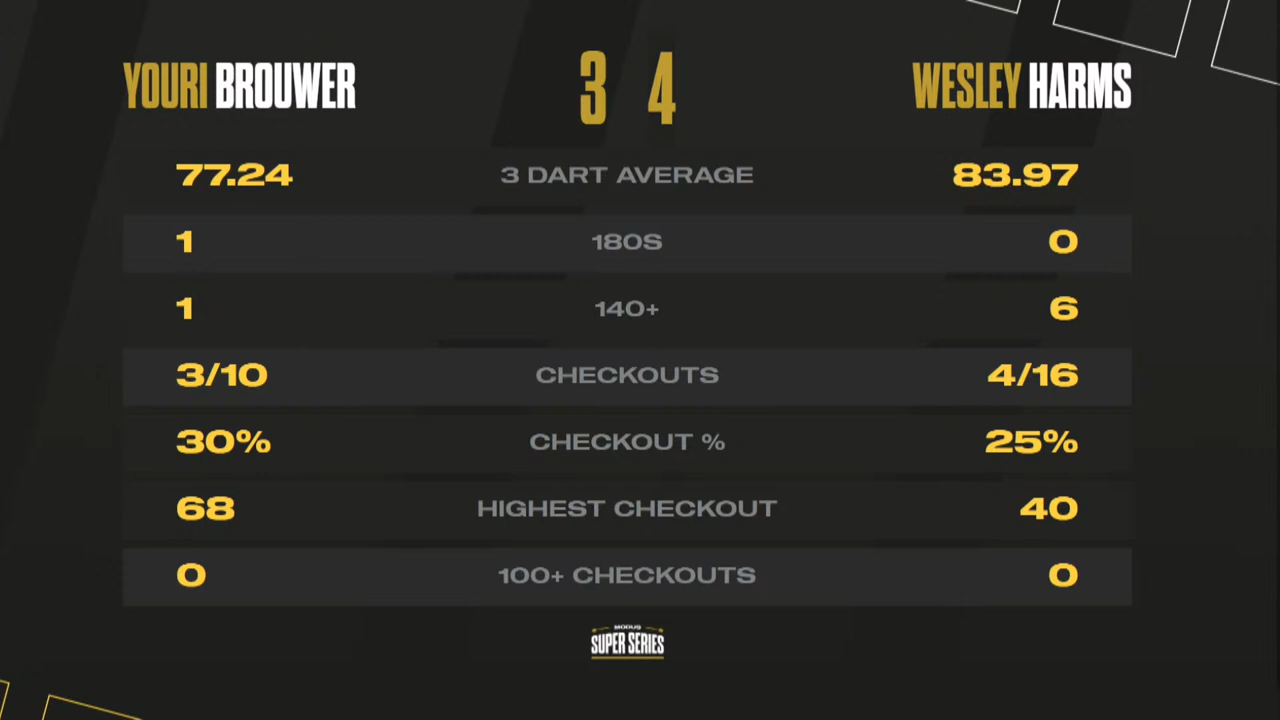 YOURI BROUWER 3 4 WESLEY HARMS
77.24 3 DART AVERAGE 83.97
1 180S 0
1 140+ 6
3/10 CHECKOUTS 4/16
30% CHECKOUT % 25%
68 HIGHEST CHECKOUT 40
0 100+ CHECKOUTS 0
MODUS
SUPER SERIES